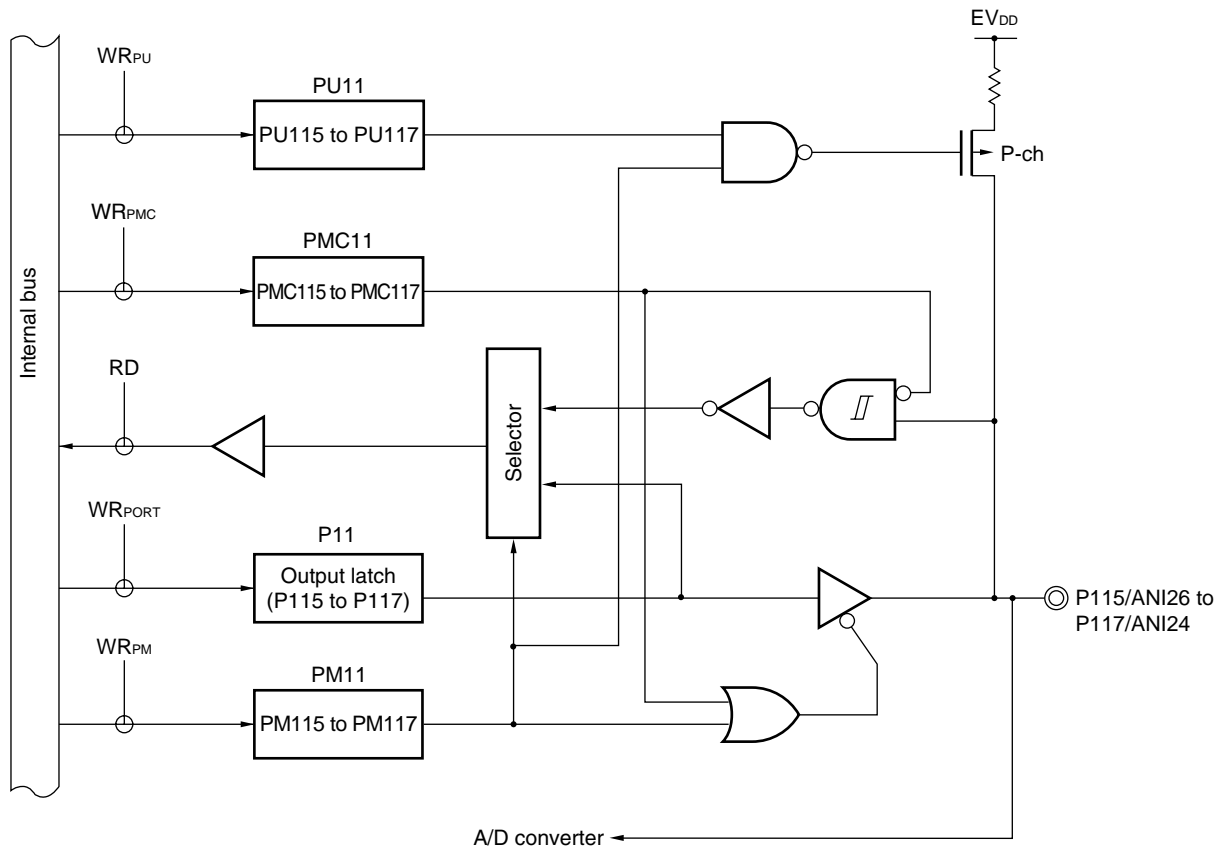 EVDD
WRPU
PU11
PU115 to PU117
P-ch
WRPMC
PMC11
PMC115 to PMC117
Internal bus
RD
Selector
WRPORT
P11
Output latch
(P115 to P117)
P115/ANI26 to
P117/ANI24
WRPM
PM11
PM115 to PM117
A/D converter